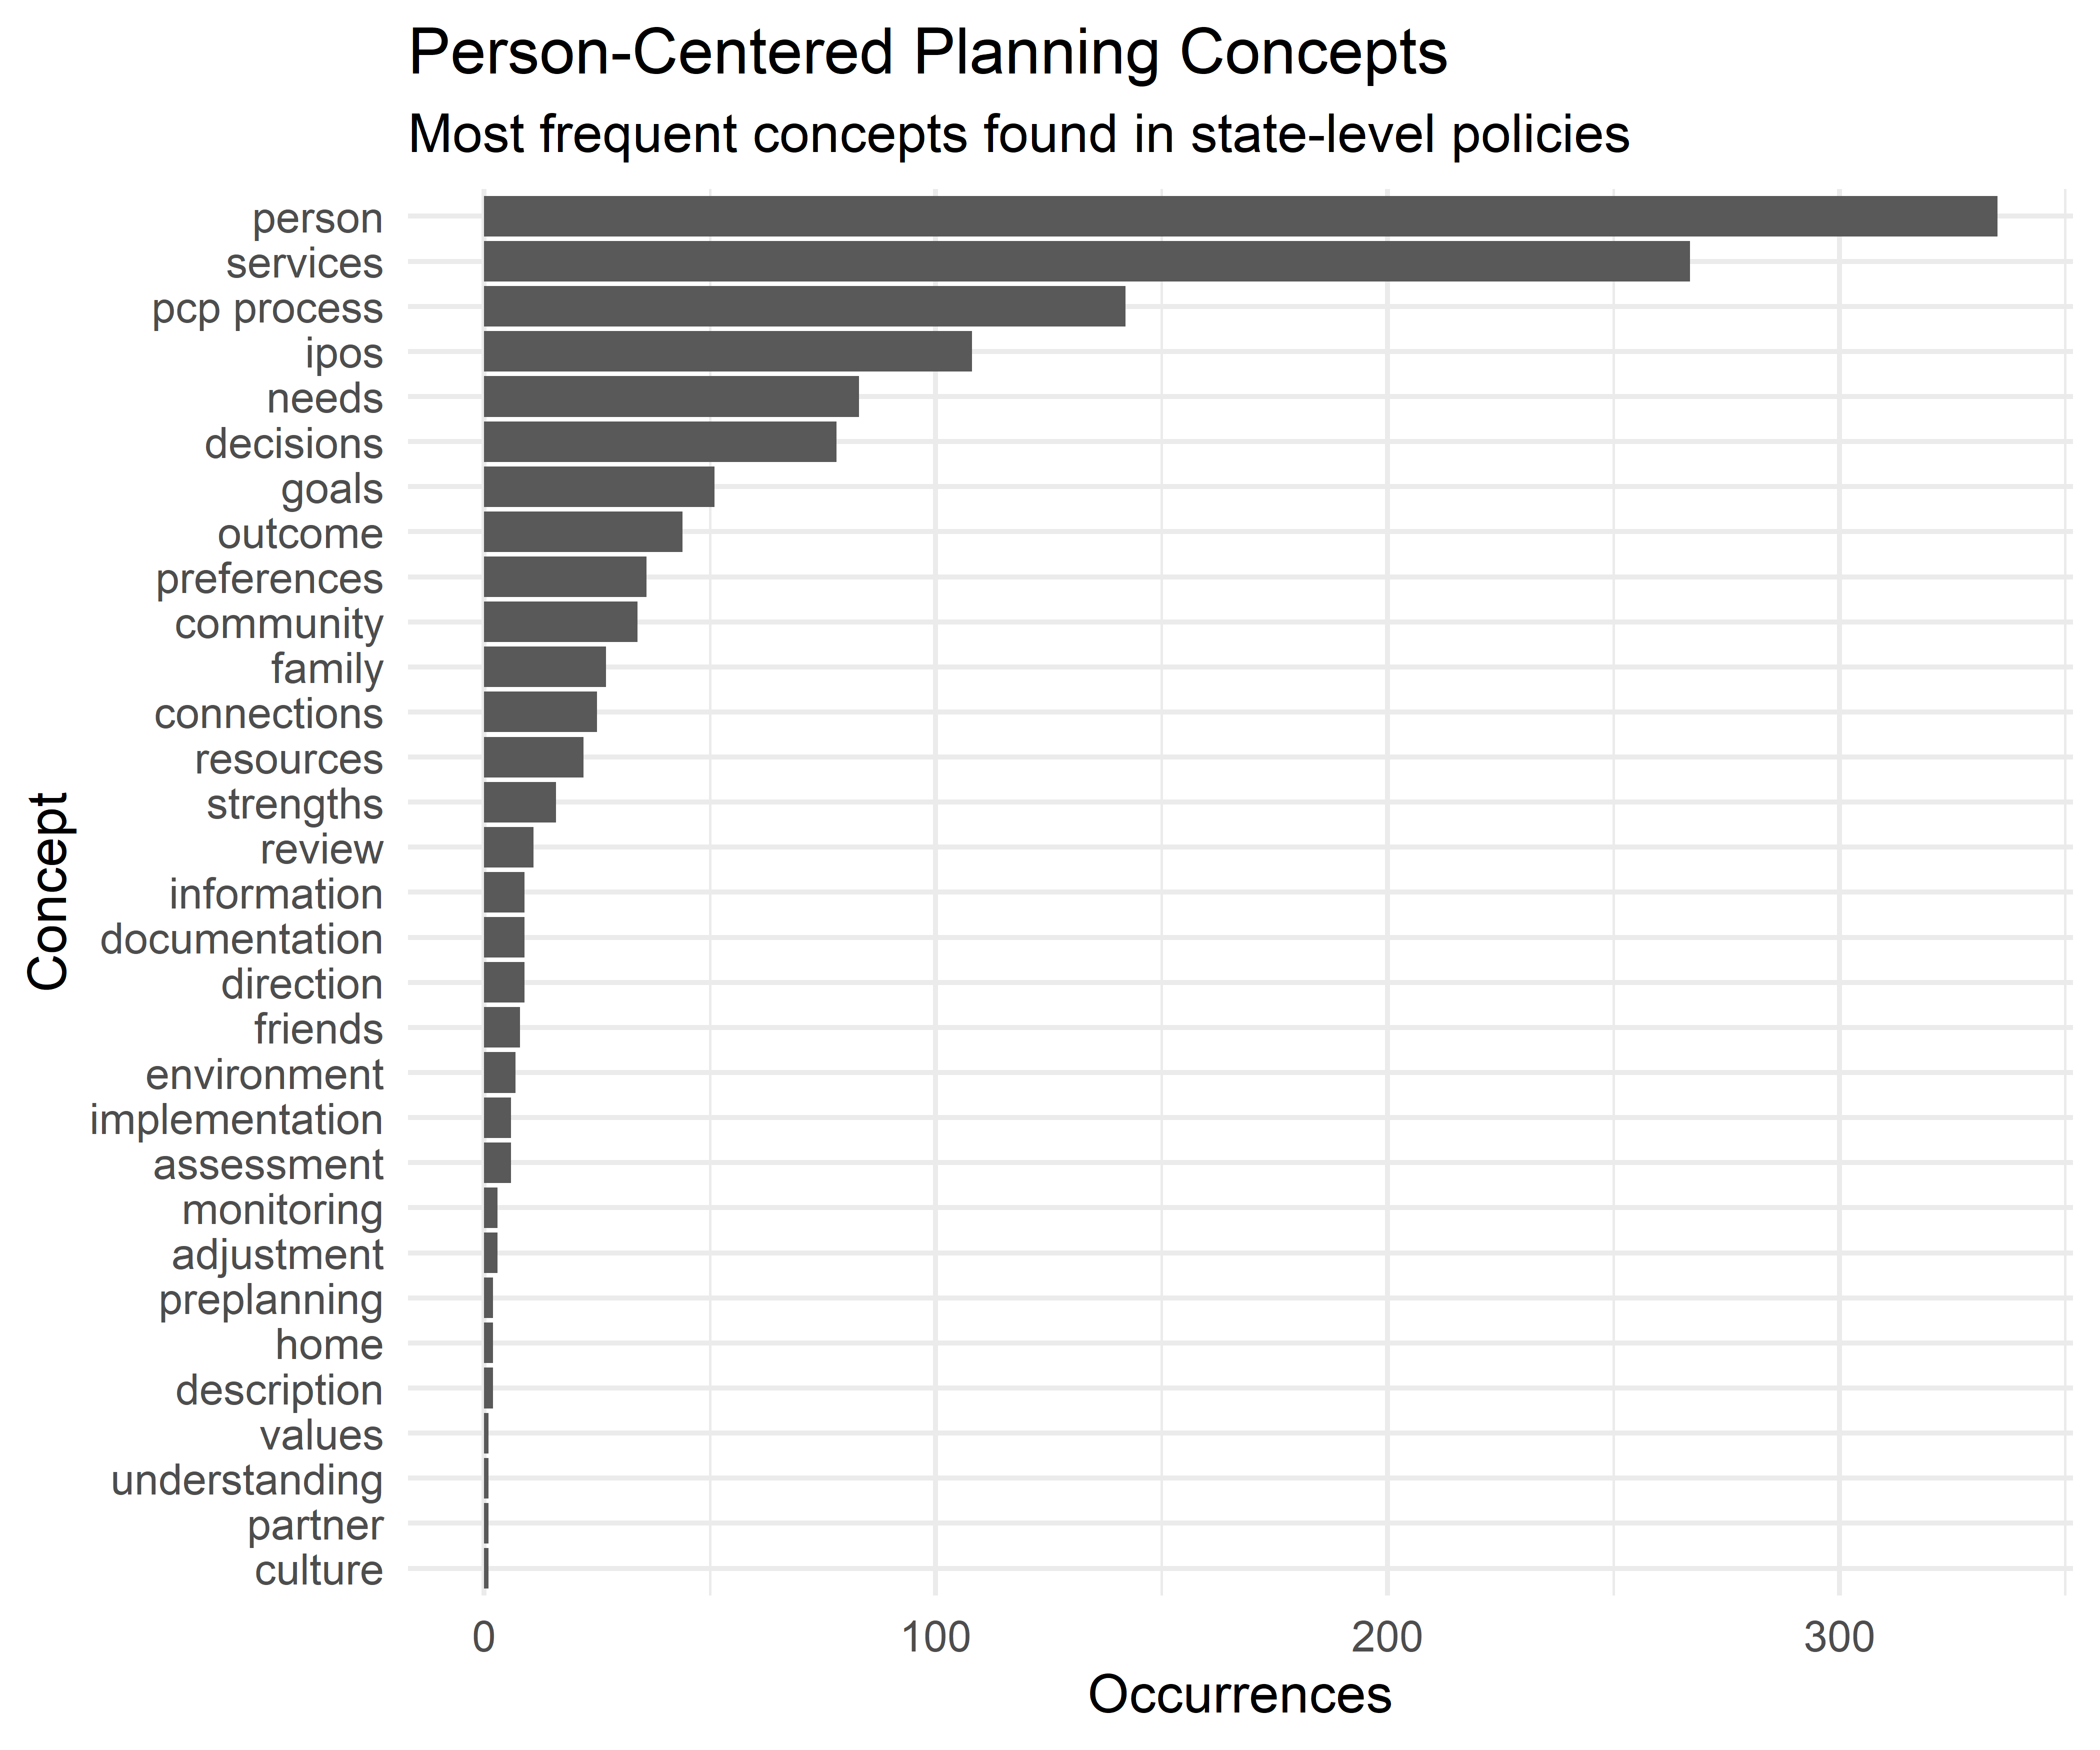 Person-Centered Planning Concepts
Most frequent concepts found in state-level policies
person
services
pcp process
ipos
needs
decisions
goals
outcome
preferences
community
family
connections
resources
strengths
review
information
documentation
direction
friends
environment
implementation
assessment
monitoring
adjustment
preplanning
home
description
values
understanding
partner
culture
Concept
0 100 200 300
Occurrences